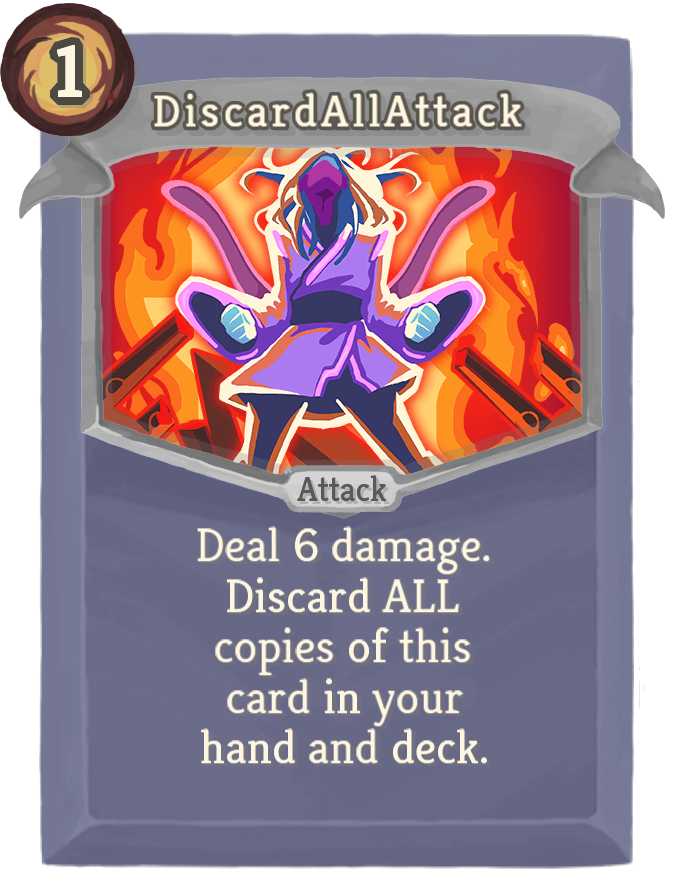 1
DiscardAllAttack
Attack
Deal 6 damage.
Discard ALL
copies of this
card in your
hand and deck.